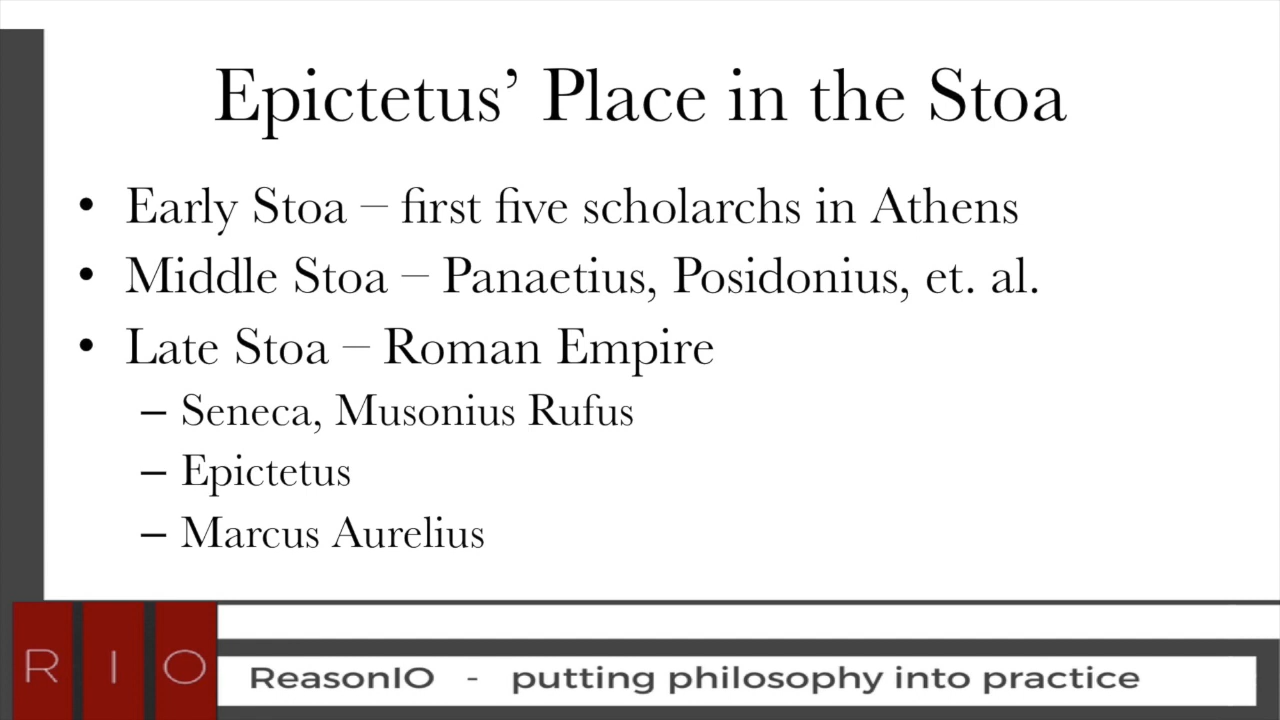 Epictetus’ Place in the Stoa
• Early Stoa – first five scholarchs in Athens
• Middle Stoa – Panaetius, Posidonius, et. al.
• Late Stoa – Roman Empire
– Seneca, Musonius Rufus
– Epictetus
– Marcus Aurelius
R I O
ReasonIO - putting philosophy into practice